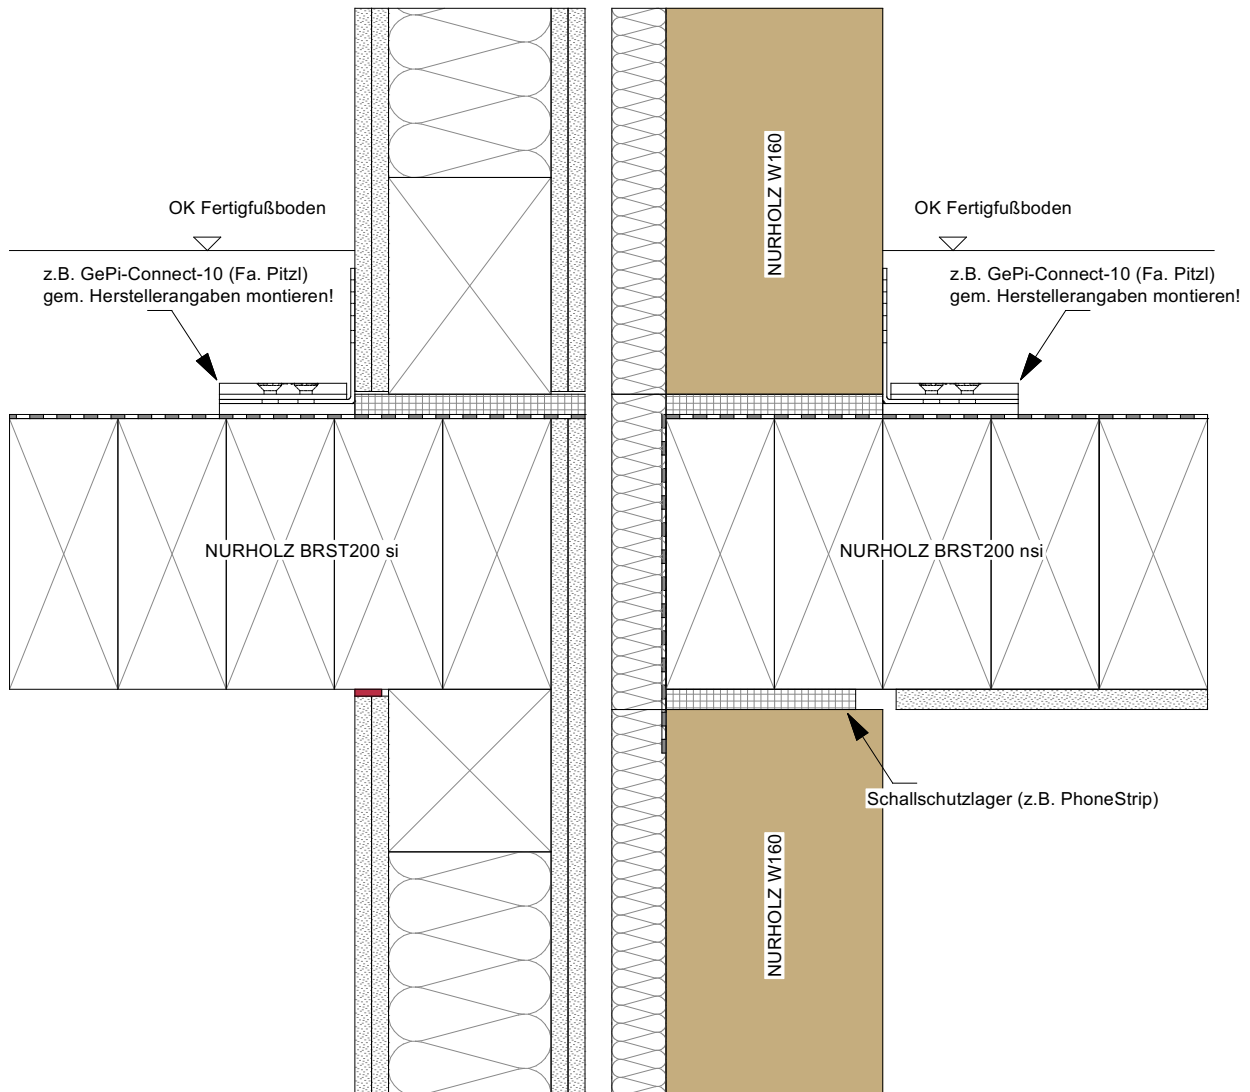 NURHOLZ W160
OK Fertigfußboden
OK Fertigfußboden
z.B. GePi-Connect-10 (Fa. Pitzl)
gem. Herstellerangaben montieren!
z.B. GePi-Connect-10 (Fa. Pitzl)
gem. Herstellerangaben montieren!
NURHOLZ BRST200 si
NURHOLZ BRST200 nsi
Schallschutzlager (z.B. PhoneStrip)
NURHOLZ W160